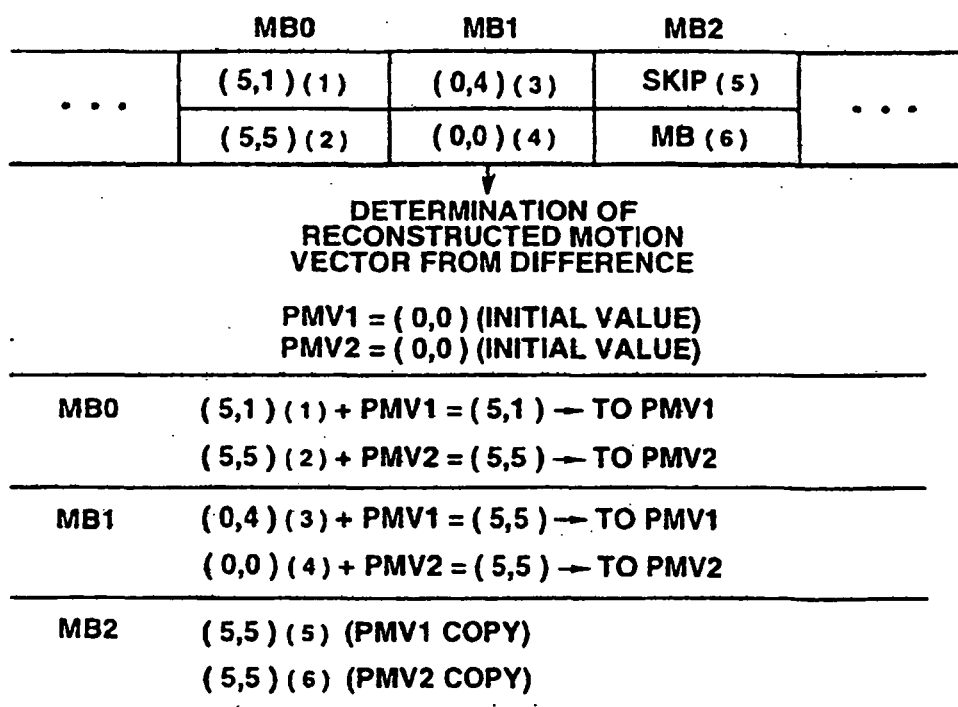 MB0 MB1 MB2
• • • (5,1)(1) (0,4)(3) SKIP(5) • • •
(5,5)(2) (0,0)(4) MB(6)
DETERMINATION OF
RECONSTRUCTED MOTION
VECTOR FROM DIFFERENCE
PMV1 = (0,0) (INITIAL VALUE)
PMV2 = (0,0) (INITIAL VALUE)
MB0 (5,1)(1) + PMV1 = (5,1) → TO PMV1
(5,5)(2) + PMV2 = (5,5) → TO PMV2
MB1 (0,4)(3) + PMV1 = (5,5) → TO PMV1
(0,0)(4) + PMV2 = (5,5) → TO PMV2
MB2 (5,5)(5) (PMV1 COPY)
(5,5)(6) (PMV2 COPY)